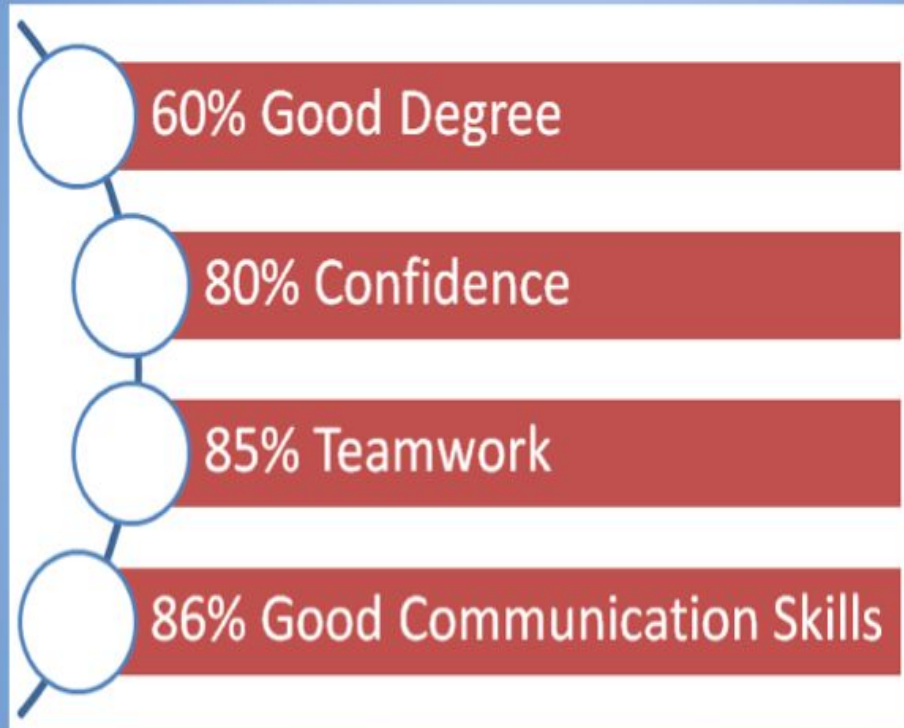 60% Good Degree
80% Confidence
85% Teamwork
86% Good Communication Skills